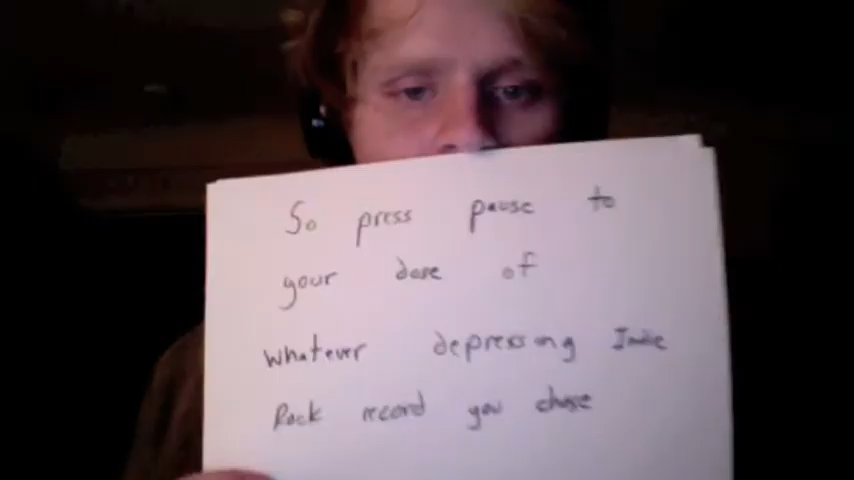 So press pause to
your dose of
whatever depressing Indie
Rock record you chose